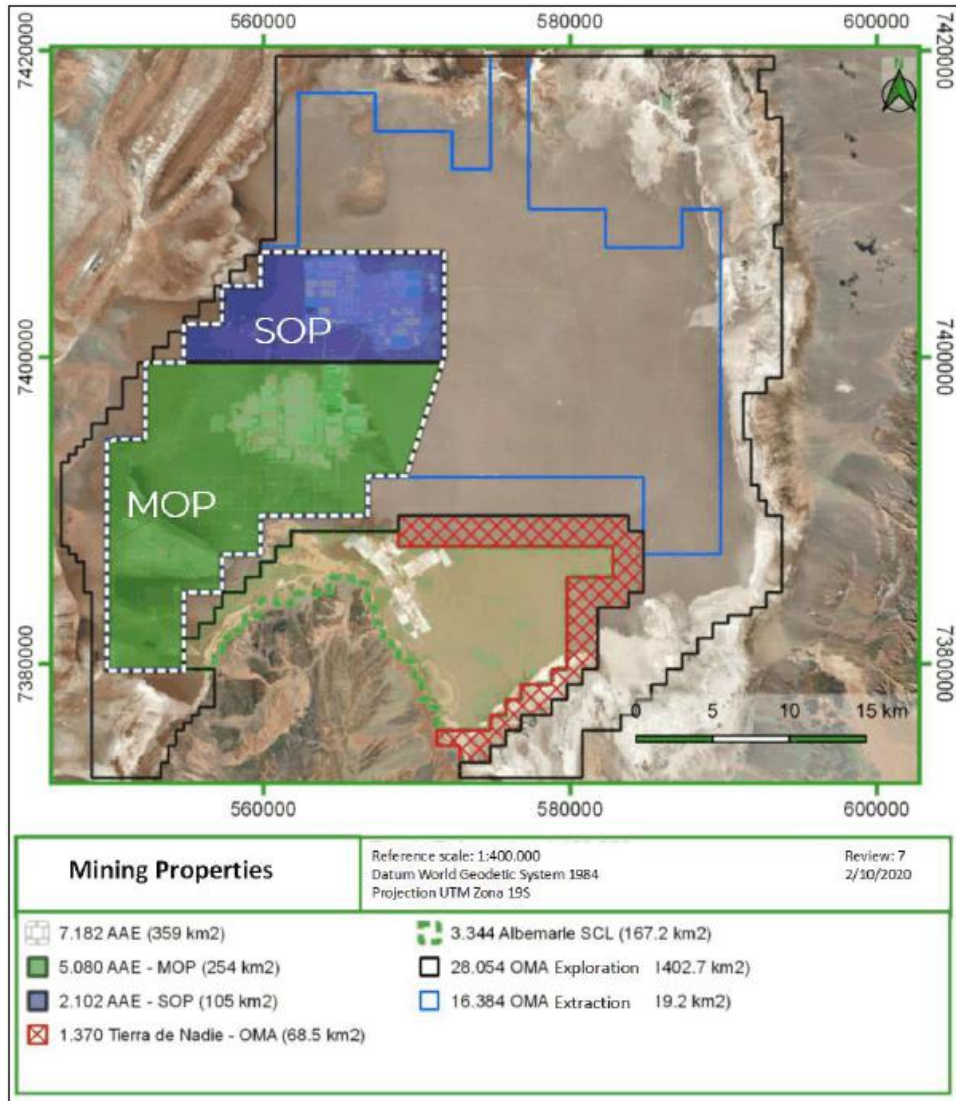 560000 580000 600000
7420000 7420000
N
SOP
7400000 7400000
MOP
7380000 7380000
0 5 10 15 km
560000 580000 600000
Mining Properties
Reference scale: 1:400.000
Datum World Geodetic System 1984
Projection UTM Zona 19S
Review: 7
2/10/2020
7.182 AAE (359 km2)
5.080 AAE - MOP (254 km2)
2.102 AAE - SOP (105 km2)
1.370 Tierra de Nadie - OMA (68.5 km2)
3.344 Albemarle SCL (167.2 km2)
28.054 OMA Exploration 1402.7 km2)
16.384 OMA Extraction 19.2 km2)